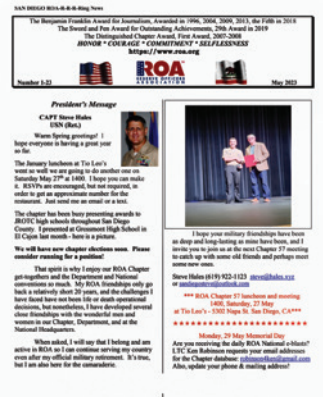 SAN DIEGO ROA-R-R-R-Ring News
The Benjamin Franklin Award for Journalism, Awarded in 1996, 2006, 2009, 2013, the Fifth in 2018
The Sword and Pen Award for Outstanding Achievements, 29th Award in 2019
The Distinguished Chapter Award, First Award, 2007-2008
HONOR * COURAGE * COMMITMENT * SELFLESSNESS
https://www.roa.org
ROA
RESERVE OFFICERS
ASSOCIATION
Number 1-23
May 2023
President's Message
CAPT Steve Hales
USN (Ret.)
Warm Spring greetings! I
hope everyone is having a great year
so far.
The January luncheon at Tio Leo's
went so well we are going to do another one on
Saturday May 27th at 1400. I hope you can make
it. RSVPs are encouraged, but not required, in
order to get an approximate number for the
restaurant. Just send me an email or a text.
The chapter has been busy presenting awards to
JROTC high schools throughout San Diego
County. I presented at Grossmont High School in
El Cajon last month - here is a picture.
We will have new chapter elections soon. Please
consider running for a position!
That spirit is why I enjoy our ROA Chapter
get-togethers and the Department and National
conventions so much. My ROA friendships only go
back a relatively short 20 years, and the challenges I
have faced have not been life or death operational
decisions, but nonetheless, I have developed several
close friendships with the wonderful men and
women in our Chapter, Department, and at the
National Headquarters.
When asked, I will say that I belong and am
active in ROA so I can continue serving my country
even after my official military retirement. It's true,
but I am also here for the camaraderie.
I hope your military friendships have been
as deep and long-lasting as mine have been, and I
invite you to join us at the next Chapter 57 meeting
to catch up with some old friends and perhaps meet
some new ones.
Steve Hales (619) 922-1123 steve@hales.xyz
or sandiegosteve@outlook.com
*** ROA Chapter 57 luncheon and meeting
1400, Saturday, 27 May
at Tio Leo's - 5302 Napa St. San Diego, CA***
Monday, 29 May Memorial Day
Are you receiving the daily ROA National e-blasts?
LTC Ken Robinson requests your email addresses
for the Chapter database: robinson4ken@gmail.com
Also, update your phone & mailing address!
1